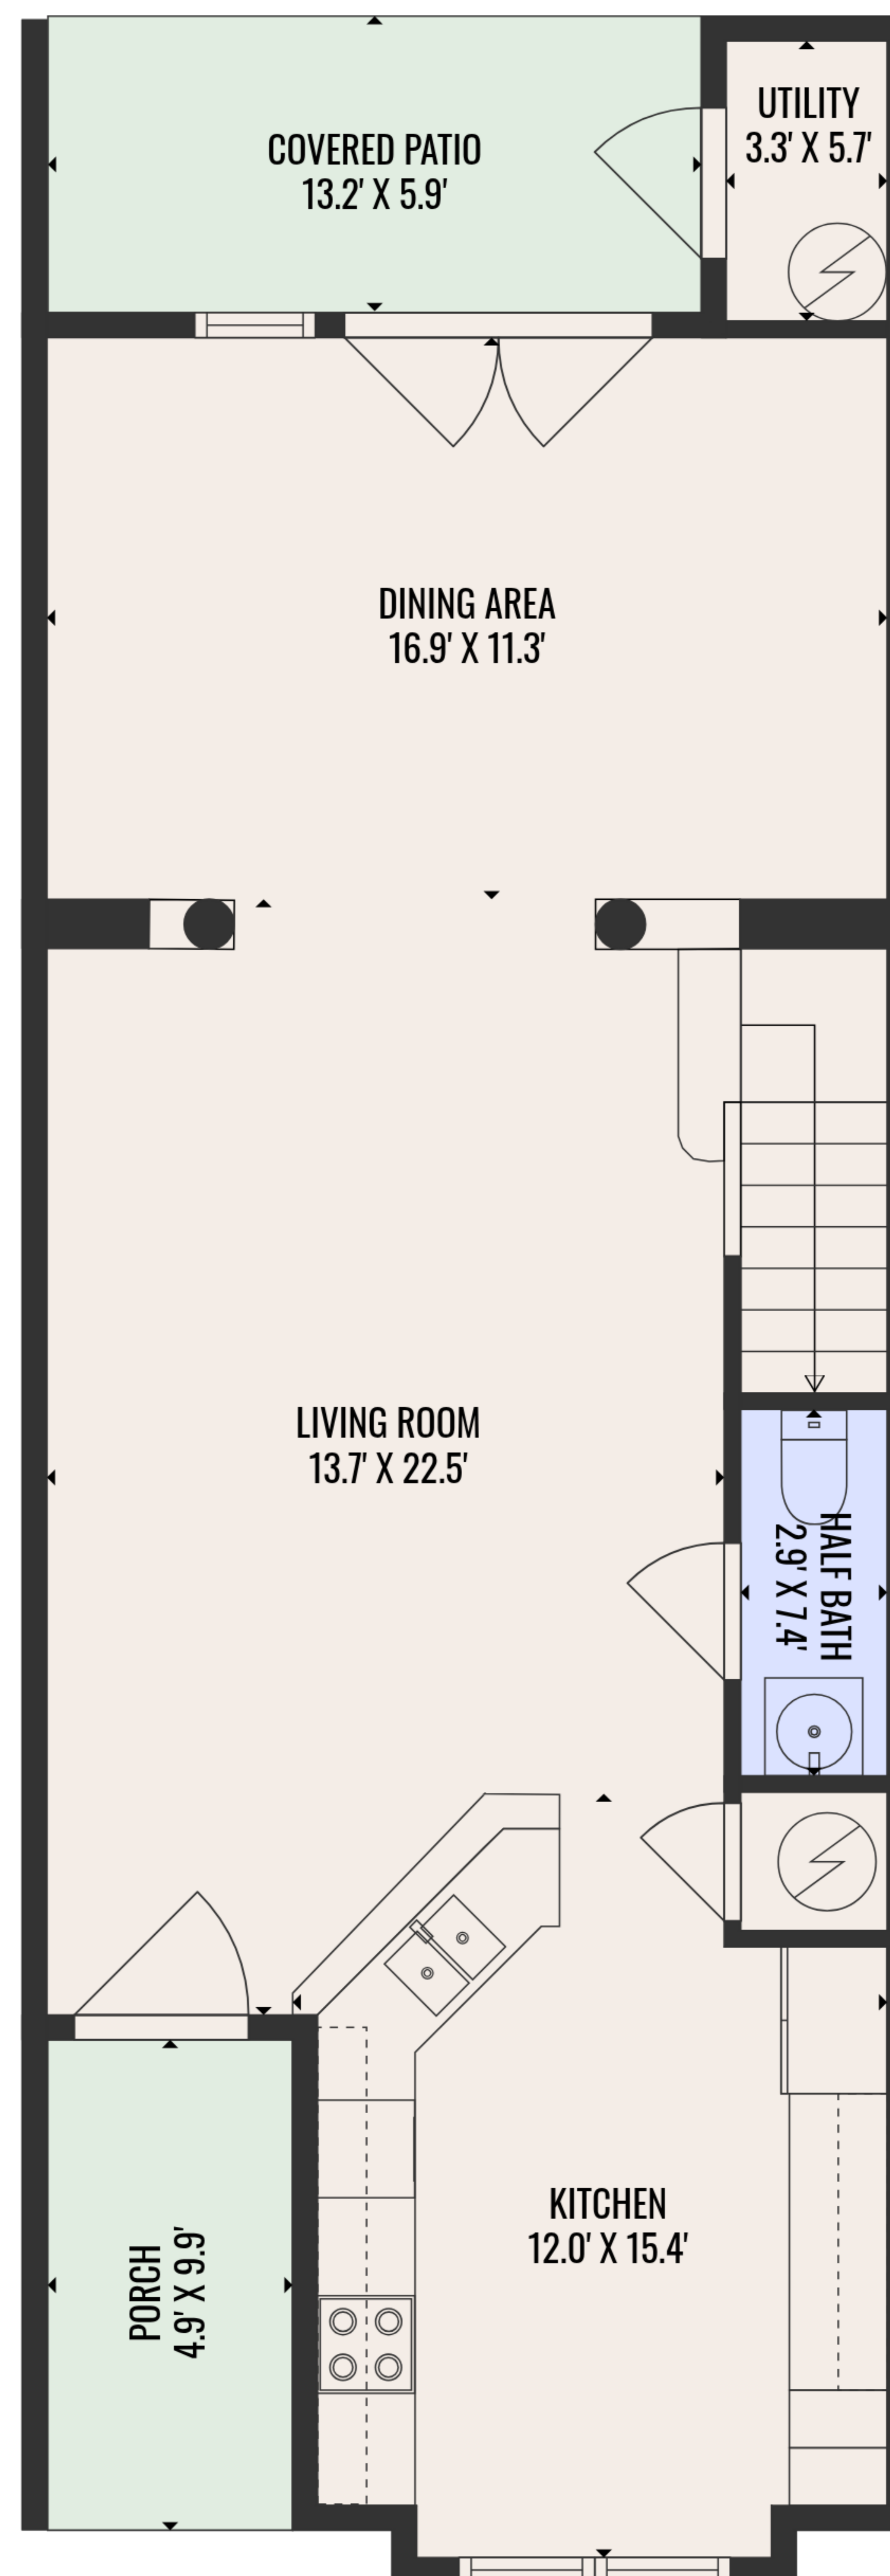 UTILITY
3.3' X 5.7'
COVERED PATIO
13.2' X 5.9'
DINING AREA
16.9' X 11.3'
LIVING ROOM
13.7' X 22.5'
HALF BATH
2.9' X 7.4'
KITCHEN
12.0' X 15.4'
PORCH
4.9' X 9.9'